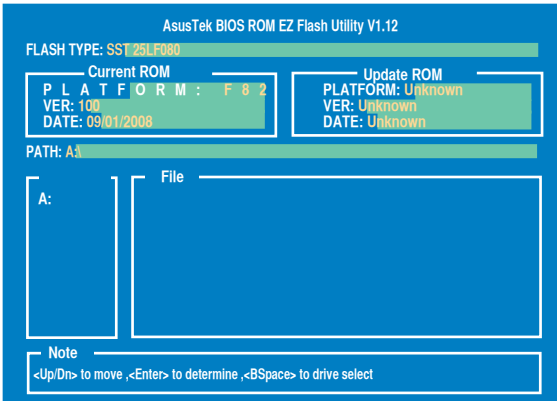 AsusTek BIOS ROM EZ Flash Utility V1.12
FLASH TYPE: SST 25LF080
Current ROM
PLATFORM: F82
VER: 100
DATE: 09/01/2008
Update ROM
PLATFORM: Unknown
VER: Unknown
DATE: Unknown
PATH: A:\
A:
File
Note
<Up/Dn> to move ,<Enter> to determine ,<BSpace> to drive select